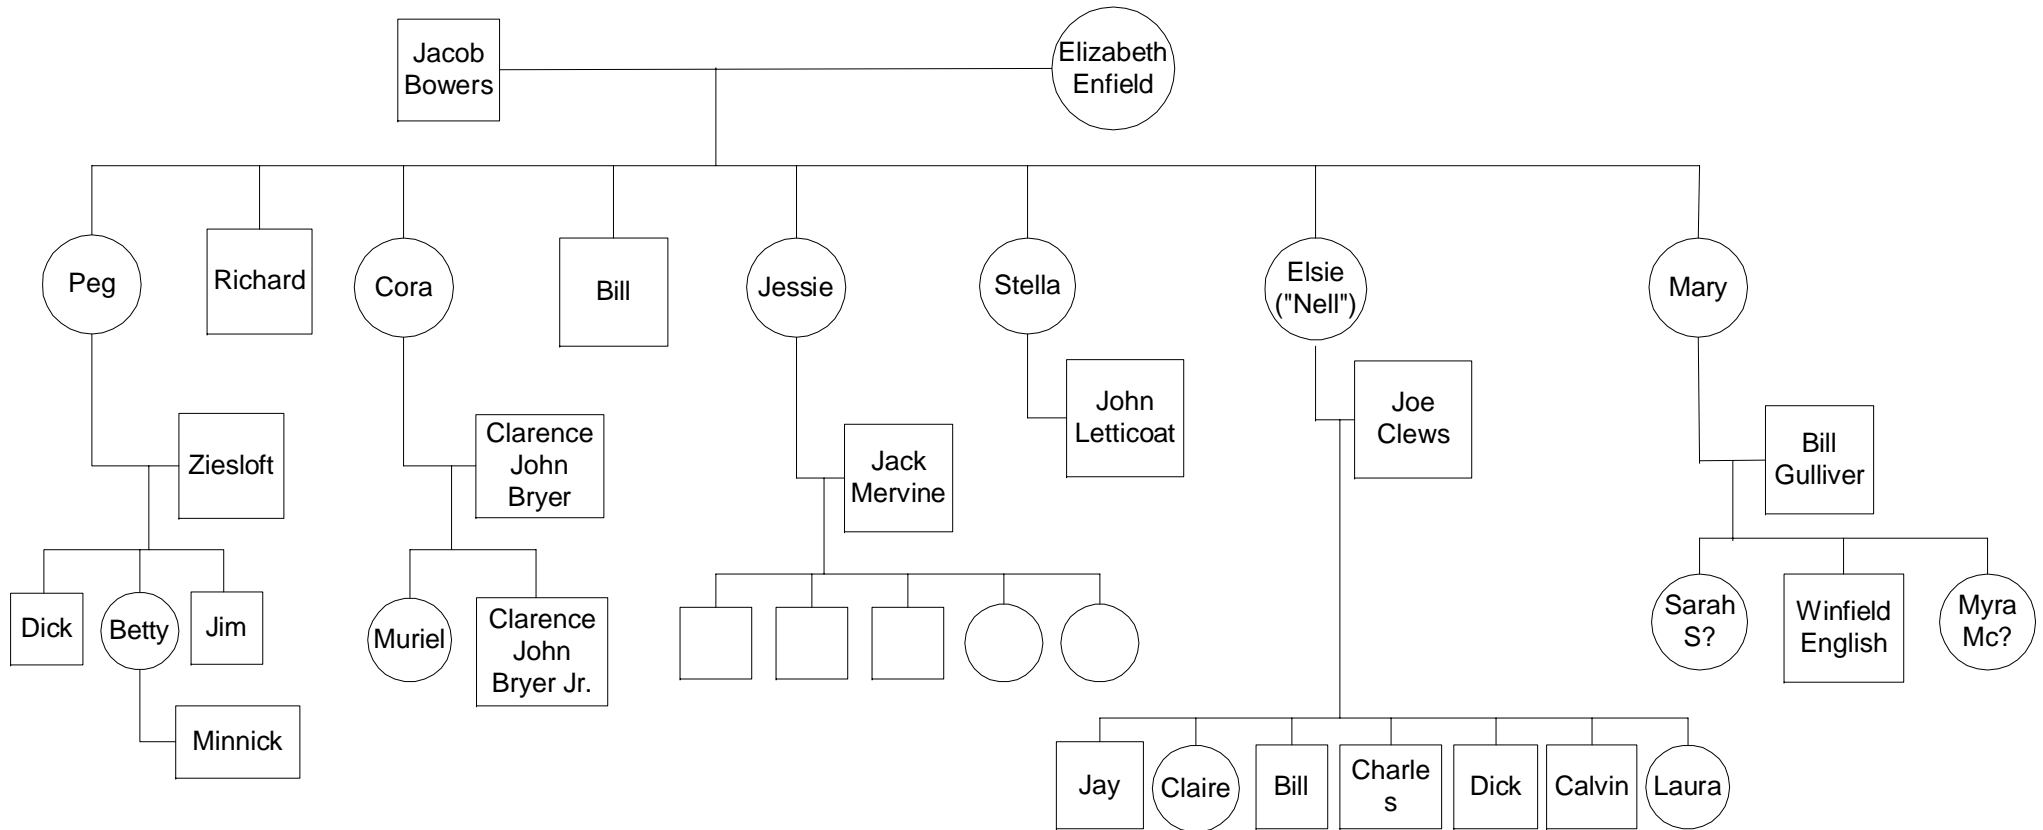 Jacob
Bowers
Elizabeth
Enfield
Peg
Richard
Cora
Bill
Jessie
Stella
Elsie
("Nell")
Mary
Ziesloft
Clarence
John
Bryer
Jack
Mervine
John
Letticoat
Joe
Clews
Bill
Gulliver
Dick
Betty
Jim
Muriel
Clarence
John
Bryer Jr.
Sarah
S?
Winfield
English
Myra
Mc?
Minnick
Jay
Claire
Bill
Charle
s
Dick
Calvin
Laura